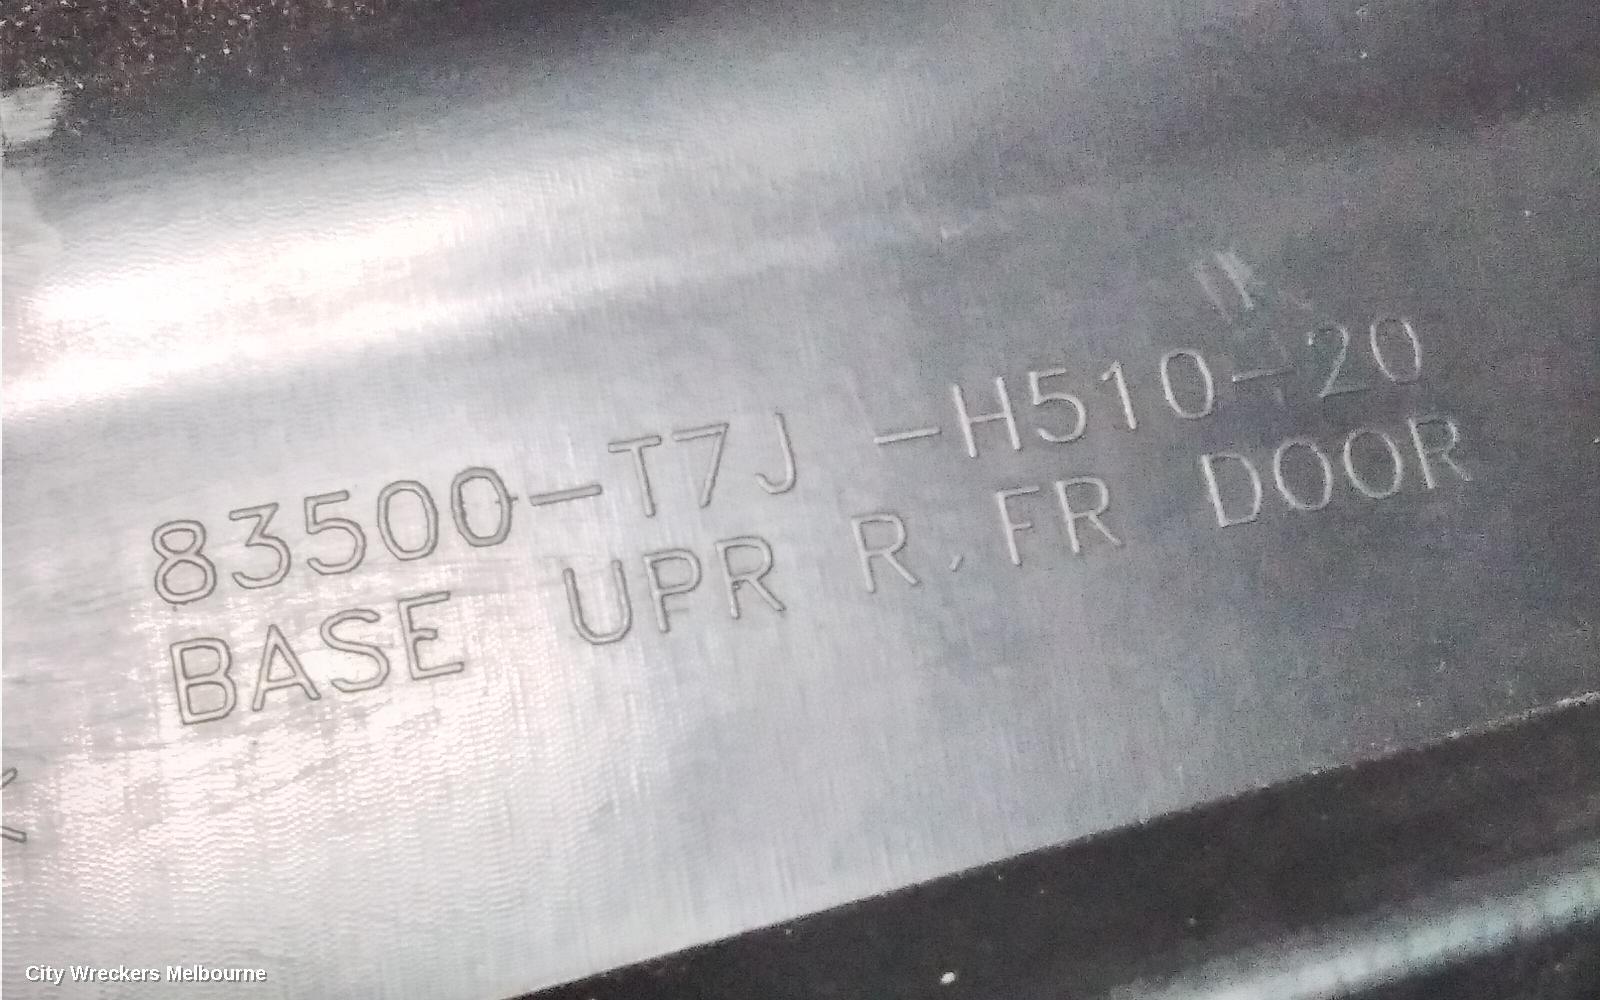 83500-T7J -H510-20
BASE UPR R.FR DOOR
City Wreckers Melbourne